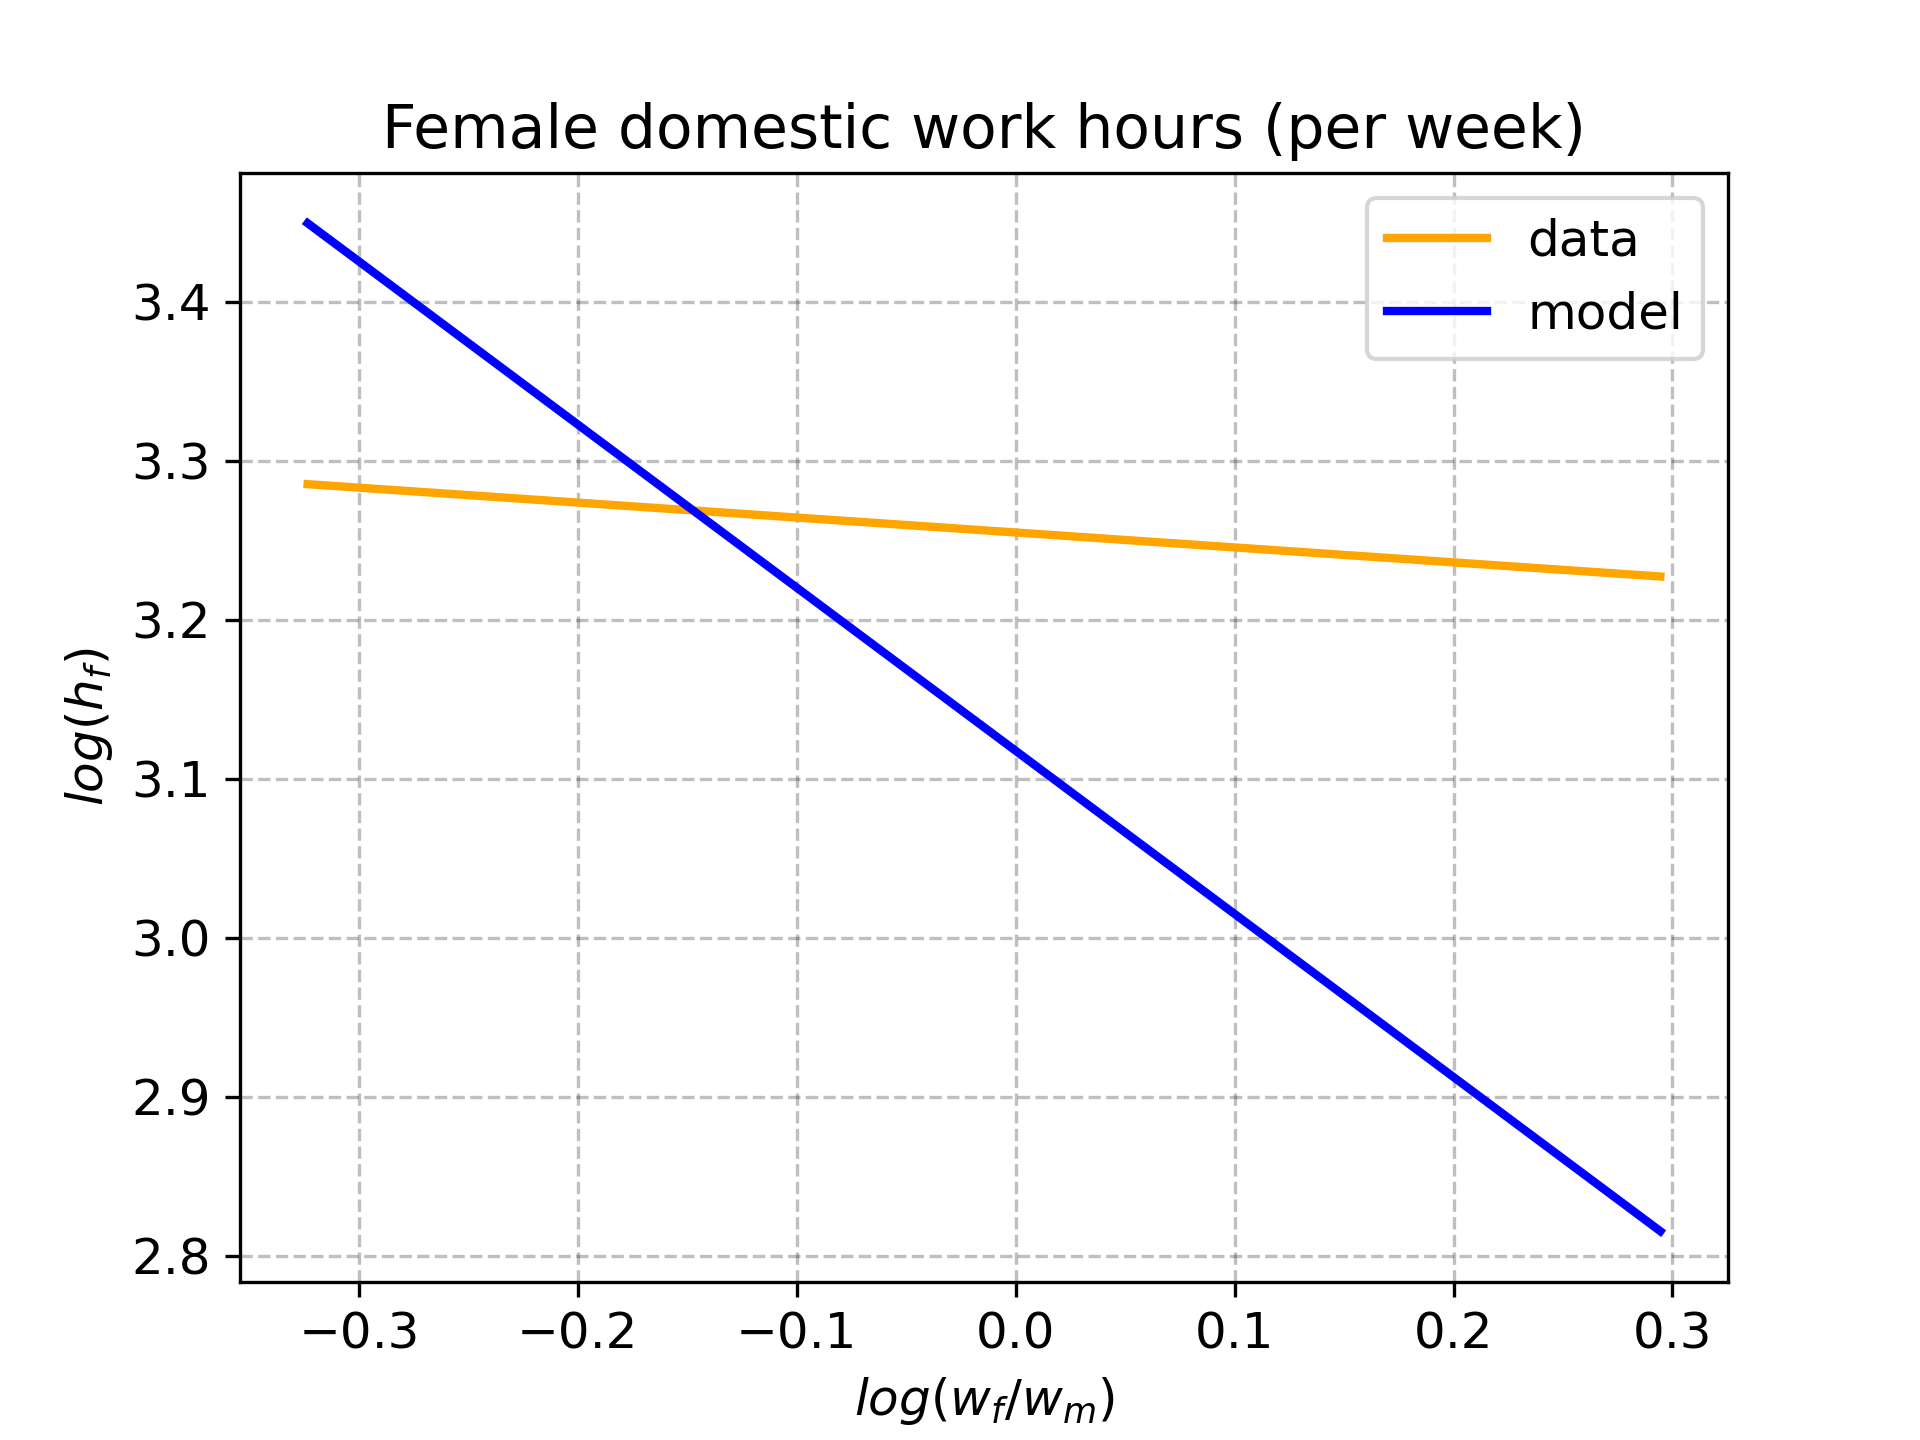 Female domestic work hours (per week)
data
model
3.4
3.3
3.2
3.1
3.0
2.9
2.8
log(h_f)
−0.3 −0.2 −0.1 0.0 0.1 0.2 0.3
log(w_f/w_m)